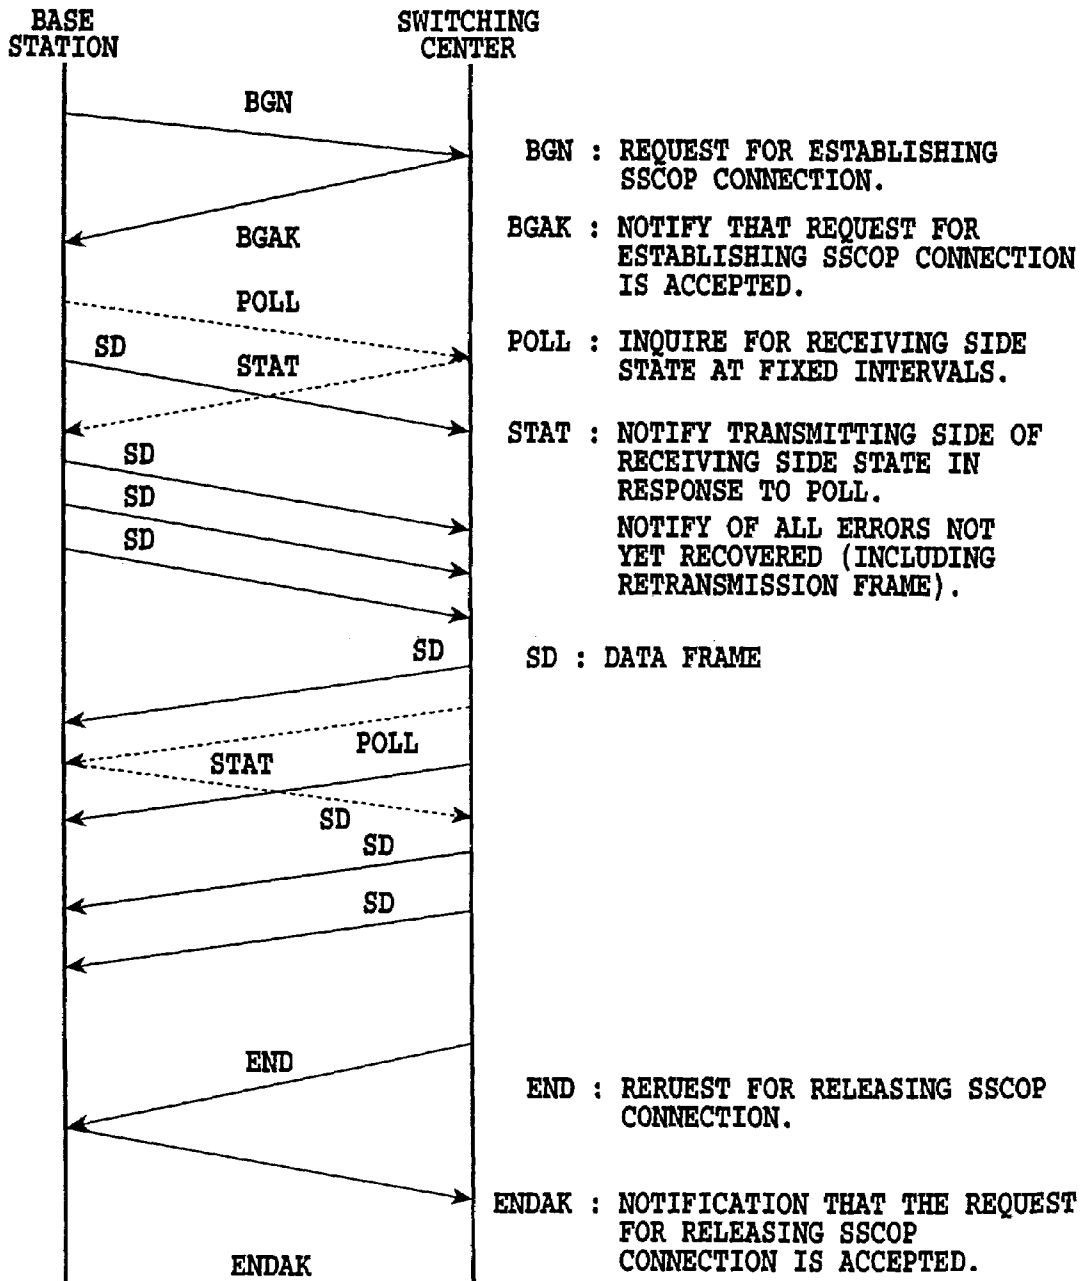 BASE
STATION
SWITCHING
CENTER
BGN
BGN : REQUEST FOR ESTABLISHING
SSCOP CONNECTION.
BGAK
BGAK : NOTIFY THAT REQUEST FOR
ESTABLISHING SSCOP CONNECTION
IS ACCEPTED.
POLL
SD
STAT
POLL : INQUIRE FOR RECEIVING SIDE
STATE AT FIXED INTERVALS.
STAT : NOTIFY TRANSMITTING SIDE OF
RECEIVING SIDE STATE IN
RESPONSE TO POLL.
NOTIFY OF ALL ERRORS NOT
YET RECOVERED (INCLUDING
RETRANSMISSION FRAME).
SD
SD
SD
SD
SD : DATA FRAME
POLL
STAT
SD
SD
SD
END
END : RERUEST FOR RELEASING SSCOP
CONNECTION.
ENDAK : NOTIFICATION THAT THE REQUEST
FOR RELEASING SSCOP
CONNECTION IS ACCEPTED.
ENDAK